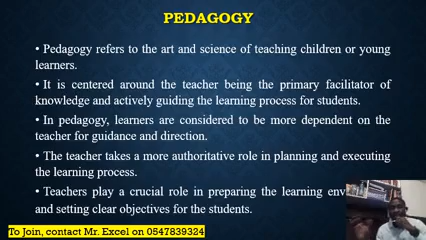 PEDAGOGY
• Pedagogy refers to the art and science of teaching children or young
learners.
• It is centered around the teacher being the primary facilitator of
knowledge and actively guiding the learning process for students.
• In pedagogy, learners are considered to be more dependent on the
teacher for guidance and direction.
• The teacher takes a more authoritative role in planning and executing
the learning process.
• Teachers play a crucial role in preparing the learning env
and setting clear objectives for the students.
To Join, contact Mr. Excel on 0547839324